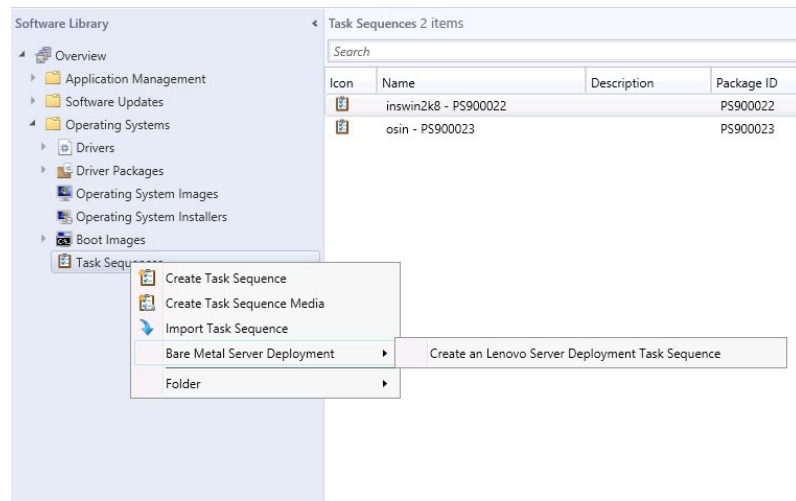 Software Library
Overview
Application Management
Software Updates
Operating Systems
Drivers
Driver Packages
Operating System Images
Operating System Installers
Boot Images
Task Sequences
Create Task Sequence
Create Task Sequence Media
Import Task Sequence
Bare Metal Server Deployment
Create an Lenovo Server Deployment Task Sequence
Folder
Task Sequences 2 items
Search
Icon Name Description Package ID
inswin2k8 - PS900022 PS900022
osin - PS900023 PS900023